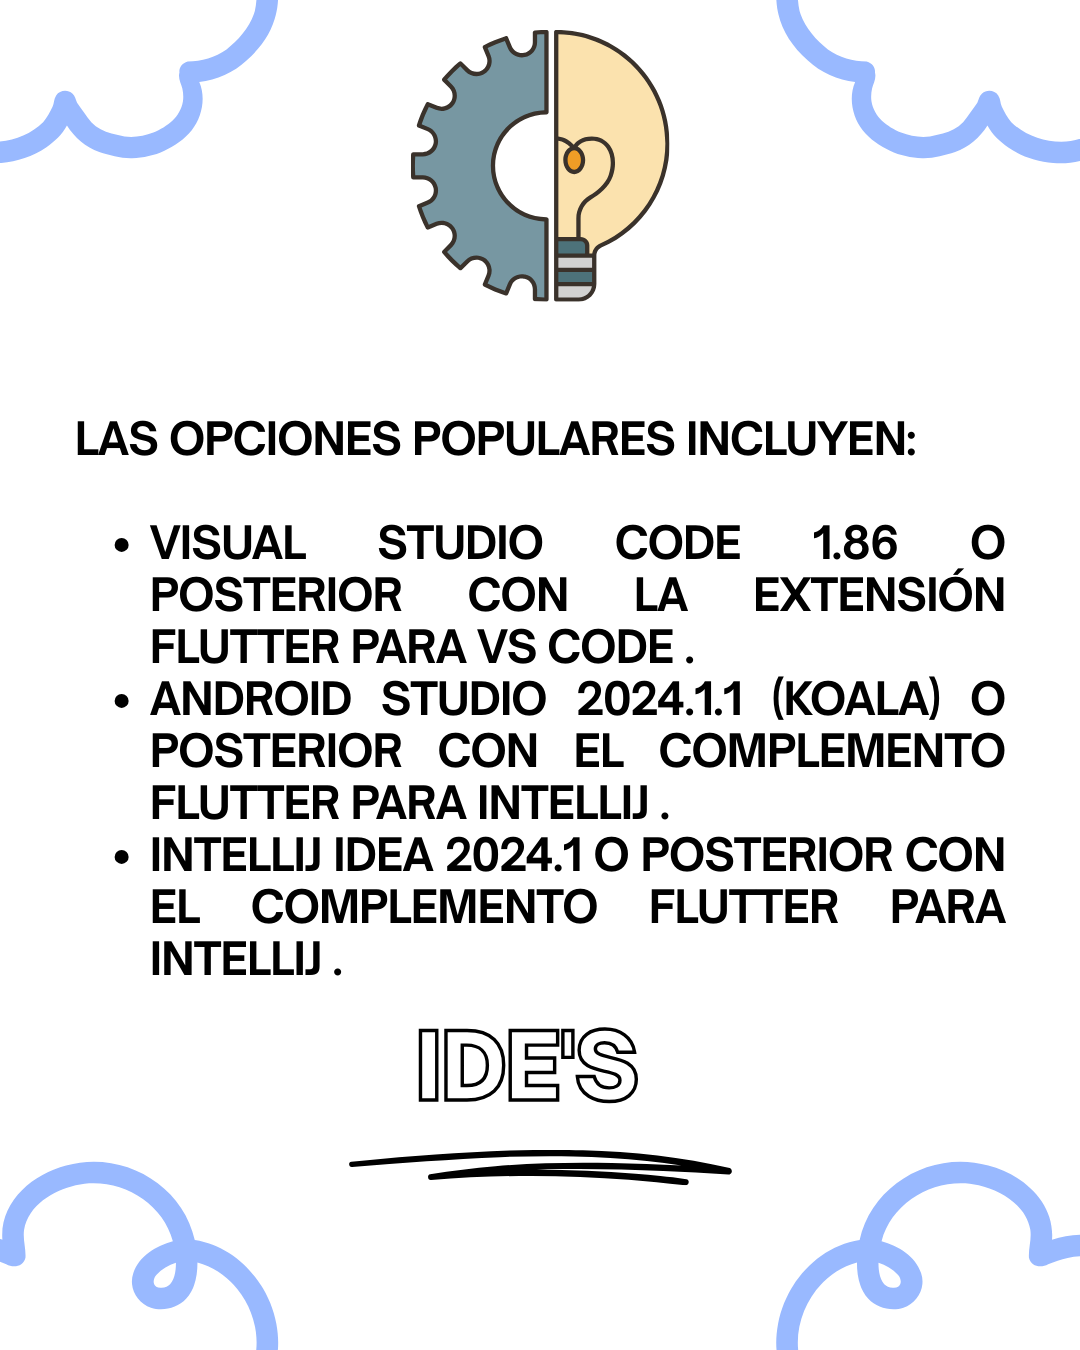 LAS OPCIONES POPULARES INCLUYEN:
• VISUAL STUDIO CODE 1.86 O
POSTERIOR CON LA EXTENSIÓN
FLUTTER PARA VS CODE .
• ANDROID STUDIO 2024.1.1 (KOALA) O
POSTERIOR CON EL COMPLEMENTO
FLUTTER PARA INTELLIJ .
• INTELLIJ IDEA 2024.1 O POSTERIOR CON
EL COMPLEMENTO FLUTTER PARA
INTELLIJ .
IDE'S